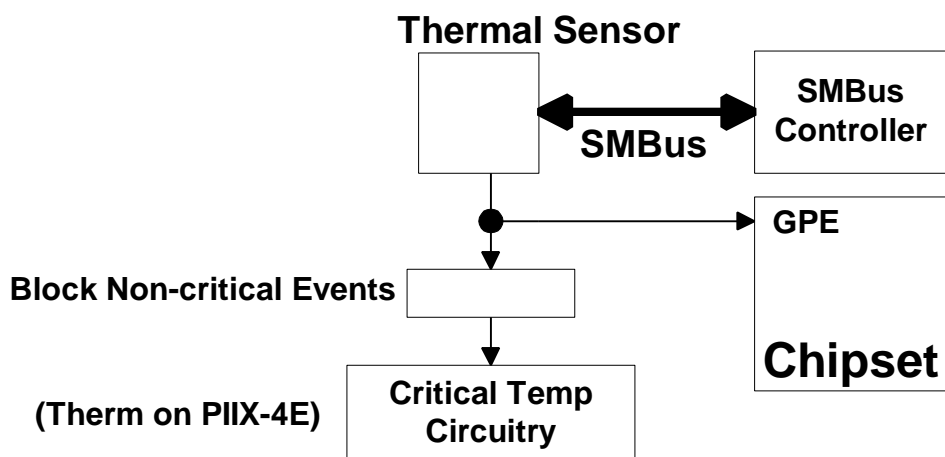 Thermal Sensor
SMBus
Controller
SMBus
GPE
Block Non-critical Events
Chipset
(Therm on PIIX-4E)
Critical Temp
Circuitry